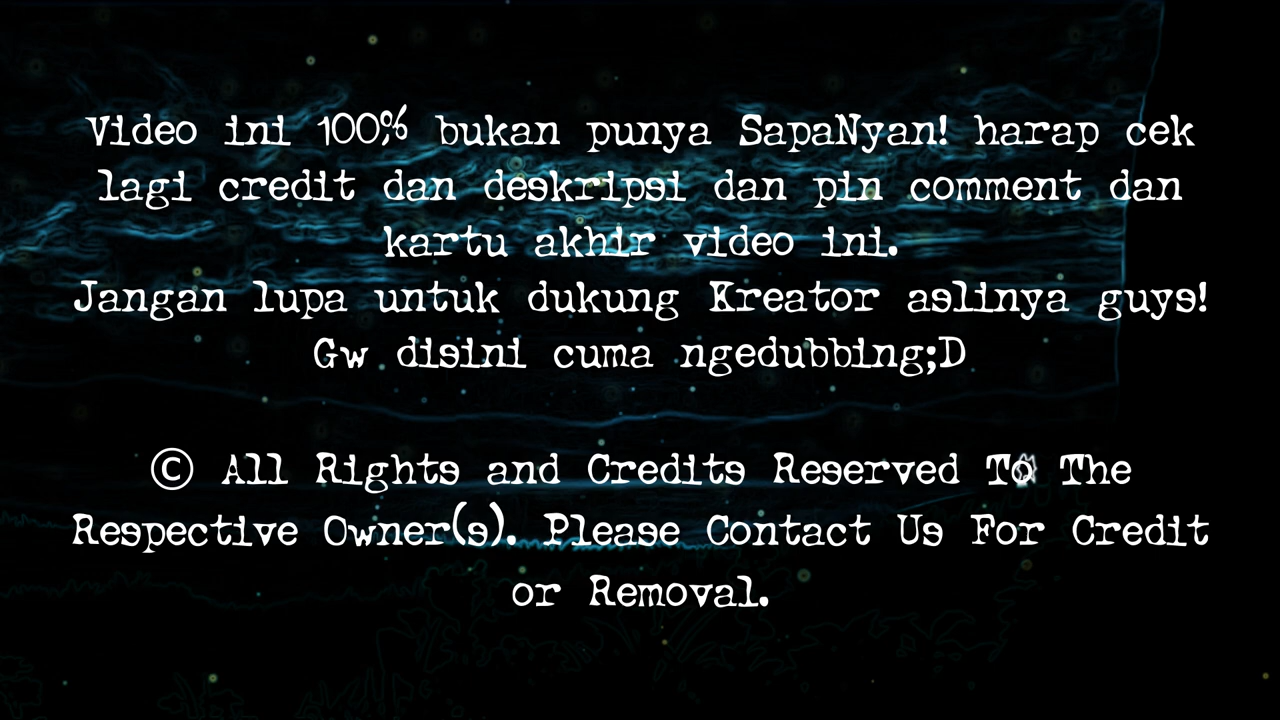 Video ini 100% bukan punya SapaNyan! harap cek
lagi credit dan deskripsi dan pin comment dan
kartu akhir video ini.
Jangan lupa untuk dukung Kreator aslinya guys!
Gw disini cuma ngedubbing;D
© All Rights and Credits Reserved To The
Respective Owner(s). Please Contact Us For Credit
or Removal.